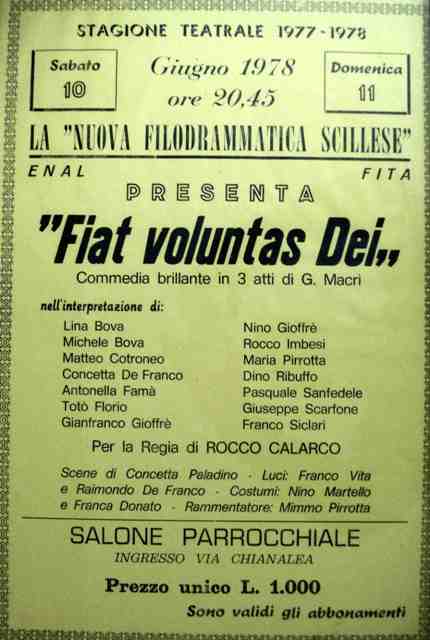 STAGIONE TEATRALE 1977-1978
Sabato
10
Giugno 1978
ore 20,45
Domenica
11
LA "NUOVA FILODRAMMATICA SCILLESE"
ENAL FITA
PRESENTA
"Fiat voluntas Dei„
Commedia brillante in 3 atti di G. Macrì
nell'interpretazione di:
Lina Bova
Michele Bova
Matteo Cotroneo
Concetta De Franco
Antonella Famà
Totò Florio
Gianfranco Gioffrè
Nino Gioffrè
Rocco Imbesi
Maria Pirrotta
Dino Ribuffo
Pasquale Sanfedele
Giuseppe Scarfone
Franco Siclari
Per la Regia di ROCCO CALARCO
Scene di Concetta Paladino - Luci: Franco Vita
e Raimondo De Franco - Costumi: Nino Martello
e Franca Donato - Rammentatore: Mimmo Pirrotta
SALONE PARROCCHIALE
INGRESSO VIA CHIANALEA
Prezzo unico L. 1.000
Sono validi gli abbonamenti